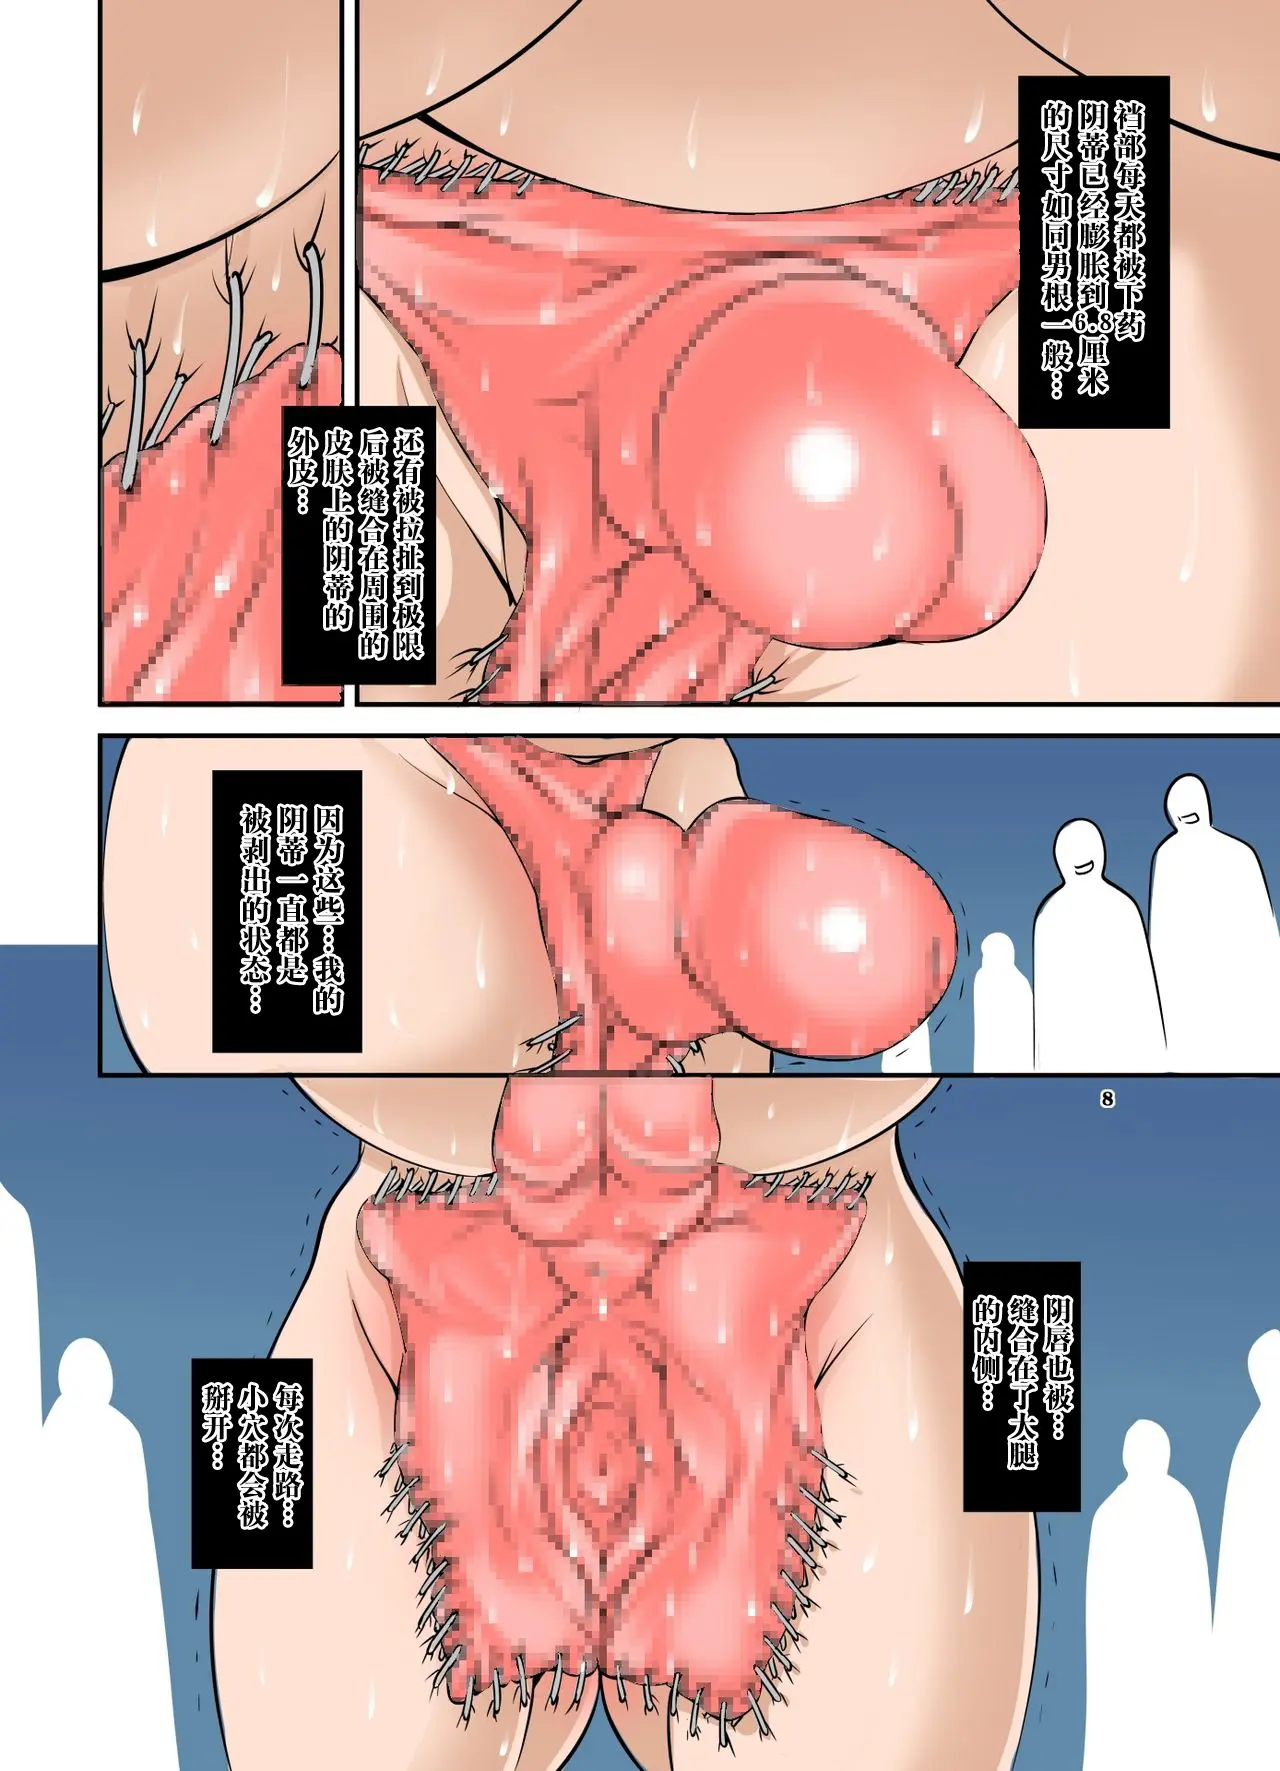 裆部每天都被下药
阴蒂已经膨胀到6.8厘米
的尺寸如同男根一般…
还有被拉扯到极限
后被缝合在周围的
皮肤上的阴蒂的
外皮…
因为这些…我的
阴蒂一直都是
被剥出的状态…
8
阴唇也被…
缝合在了大腿
的内侧…
每次走路…
小穴都会被
掰开…